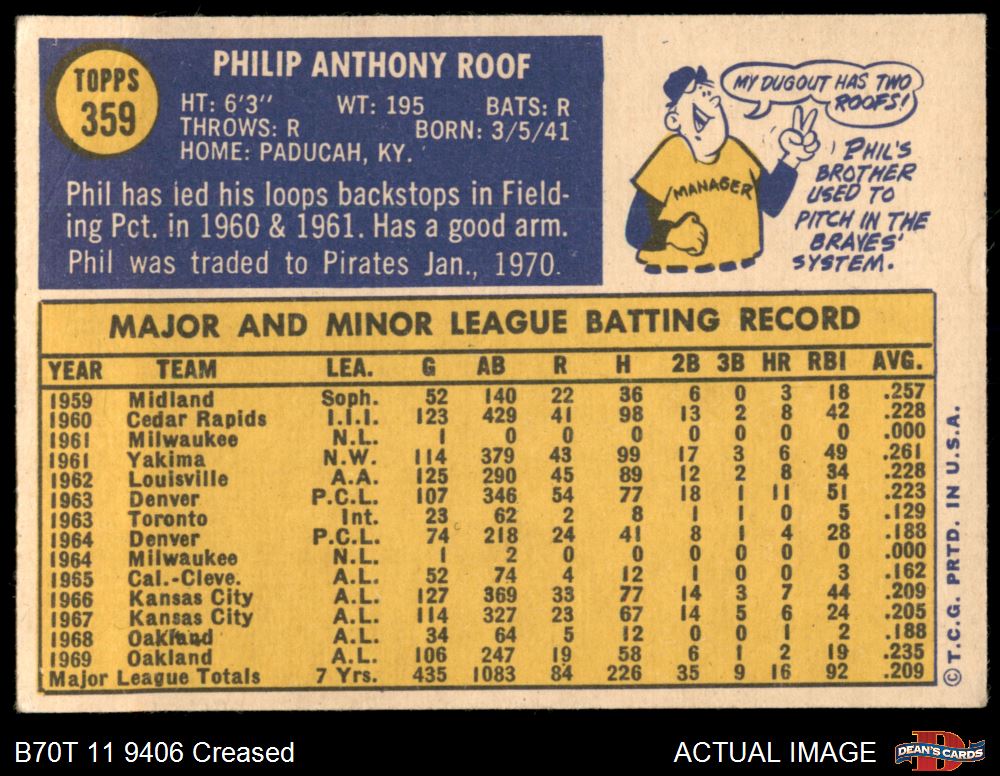 TOPPS
359
PHILIP ANTHONY ROOF
HT: 6'3" WT: 195 BATS: R
THROWS: R BORN: 3/5/41
HOME: PADUCAH, KY.
Phil has led his loops backstops in Field-
ing Pct. in 1960 & 1961. Has a good arm.
Phil was traded to Pirates Jan., 1970.
MY DUGOUT HAS TWO
ROOFS!
MANAGER
PHIL'S
BROTHER
USED TO
PITCH IN THE
BRAVES'
SYSTEM.
MAJOR AND MINOR LEAGUE BATTING RECORD
YEAR TEAM LEA. G AB R H 2B 3B HR RBI AVG.
1959 Midland Soph. 52 140 22 36 6 0 3 18 .257
1960 Cedar Rapids I.I.I. 123 429 41 98 13 2 8 42 .228
1961 Milwaukee N.L. 1 0 0 0 0 0 0 0 .000
1961 Yakima N.W. 114 379 43 99 17 3 6 49 .261
1962 Louisville A.A. 125 290 45 89 12 2 8 34 .228
1963 Denver P.C.L. 107 346 54 77 18 1 11 51 .223
1963 Toronto Int. 23 62 2 8 1 1 0 5 .129
1964 Denver P.C.L. 74 218 24 41 8 1 4 28 .188
1964 Milwaukee N.L. 1 2 0 0 0 0 0 0 .000
1965 Cal.-Cleve. A.L. 52 74 4 12 1 0 0 3 .162
1966 Kansas City A.L. 127 369 33 77 14 3 7 44 .209
1967 Kansas City A.L. 114 327 23 67 14 5 6 24 .205
1968 Oakland A.L. 34 64 5 12 0 0 1 2 .188
1969 Oakland A.L. 106 247 19 58 6 1 2 19 .235
Major League Totals 7 Yrs. 435 1083 84 226 35 9 16 92 .209
© T.C.G. PRTD. IN U.S.A.
B70T 11 9406 Creased
ACTUAL IMAGE
DEAN'S CARDS